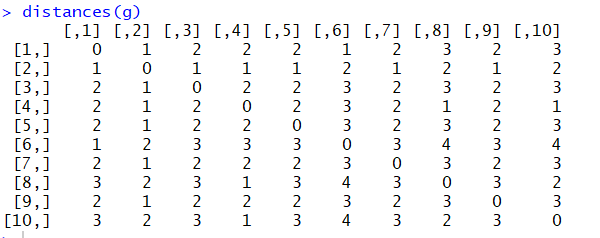 > distances(g)
      [,1] [,2] [,3] [,4] [,5] [,6] [,7] [,8] [,9] [,10]
 [1,]    0    1    2    2    2    1    2    3    2     3
 [2,]    1    0    1    1    1    2    1    2    1     2
 [3,]    2    1    0    2    2    3    2    3    2     3
 [4,]    2    1    2    0    2    3    2    1    2     1
 [5,]    2    1    2    2    0    3    2    3    2     3
 [6,]    1    2    3    3    3    0    3    4    3     4
 [7,]    2    1    2    2    2    3    0    3    2     3
 [8,]    3    2    3    1    3    4    3    0    3     2
 [9,]    2    1    2    2    2    3    2    3    0     3
[10,]    3    2    3    1    3    4    3    2    3     0